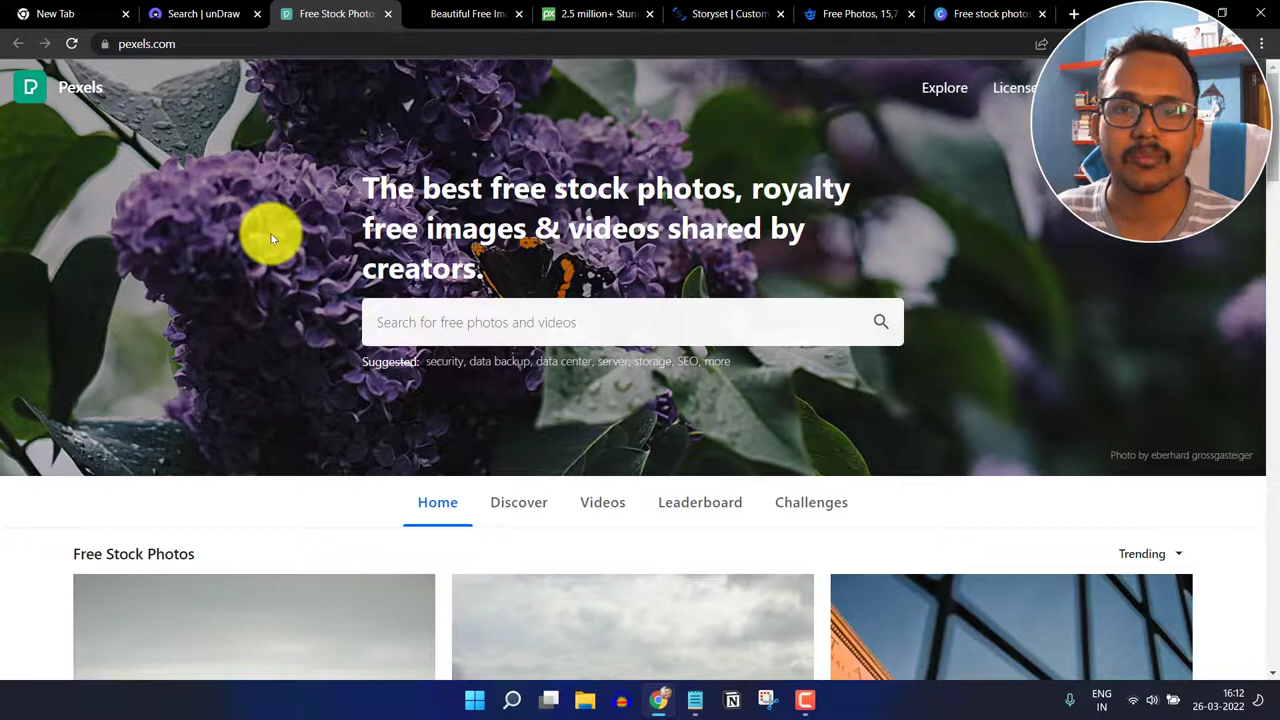 New Tab
Search | unDraw
Free Stock Photos
Beautiful Free Ima
2.5 million+ Stun
Storyset | Custom
Free Photos, 15,7
Free stock photos
pexels.com
Pexels
Explore
License
The best free stock photos, royalty
free images & videos shared by
creators.
Search for free photos and videos
Suggested: security, data backup, data center, server, storage, SEO, more
Photo by eberhard grossgasteiger
Home
Discover
Videos
Leaderboard
Challenges
Free Stock Photos
Trending
ENG
IN
16:12
26-03-2022